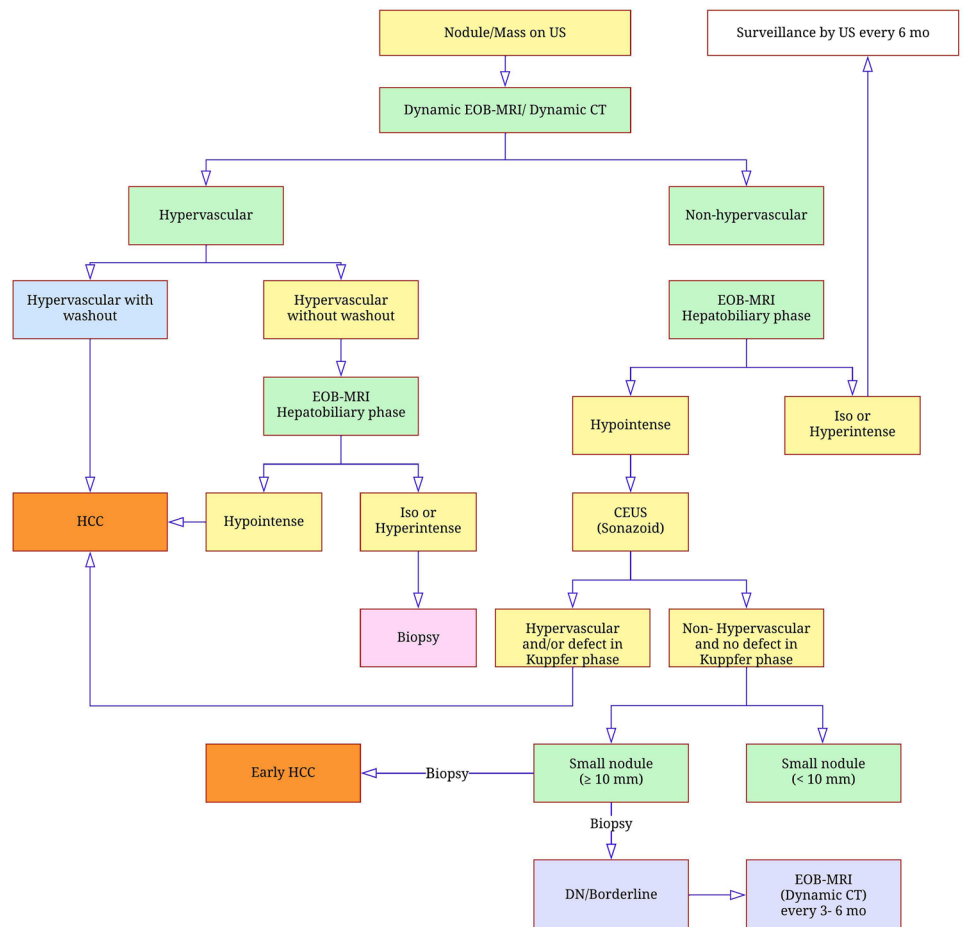 Nodule/Mass on US
Surveillance by US every 6 mo
Dynamic EOB-MRI/ Dynamic CT
Hypervascular
Non-hypervascular
Hypervascular with
washout
Hypervascular
without washout
EOB-MRI
Hepatobiliary phase
EOB-MRI
Hepatobiliary phase
Hypointense
Iso or
Hyperintense
HCC
Hypointense
Iso or
Hyperintense
CEUS
(Sonazoid)
Biopsy
Hypervascular
and/or defect in
Kuppfer phase
Non- Hypervascular
and no defect in
Kuppfer phase
Early HCC
Biopsy
Small nodule
(≥ 10 mm)
Small nodule
(< 10 mm)
Biopsy
DN/Borderline
EOB-MRI
(Dynamic CT)
every 3- 6 mo